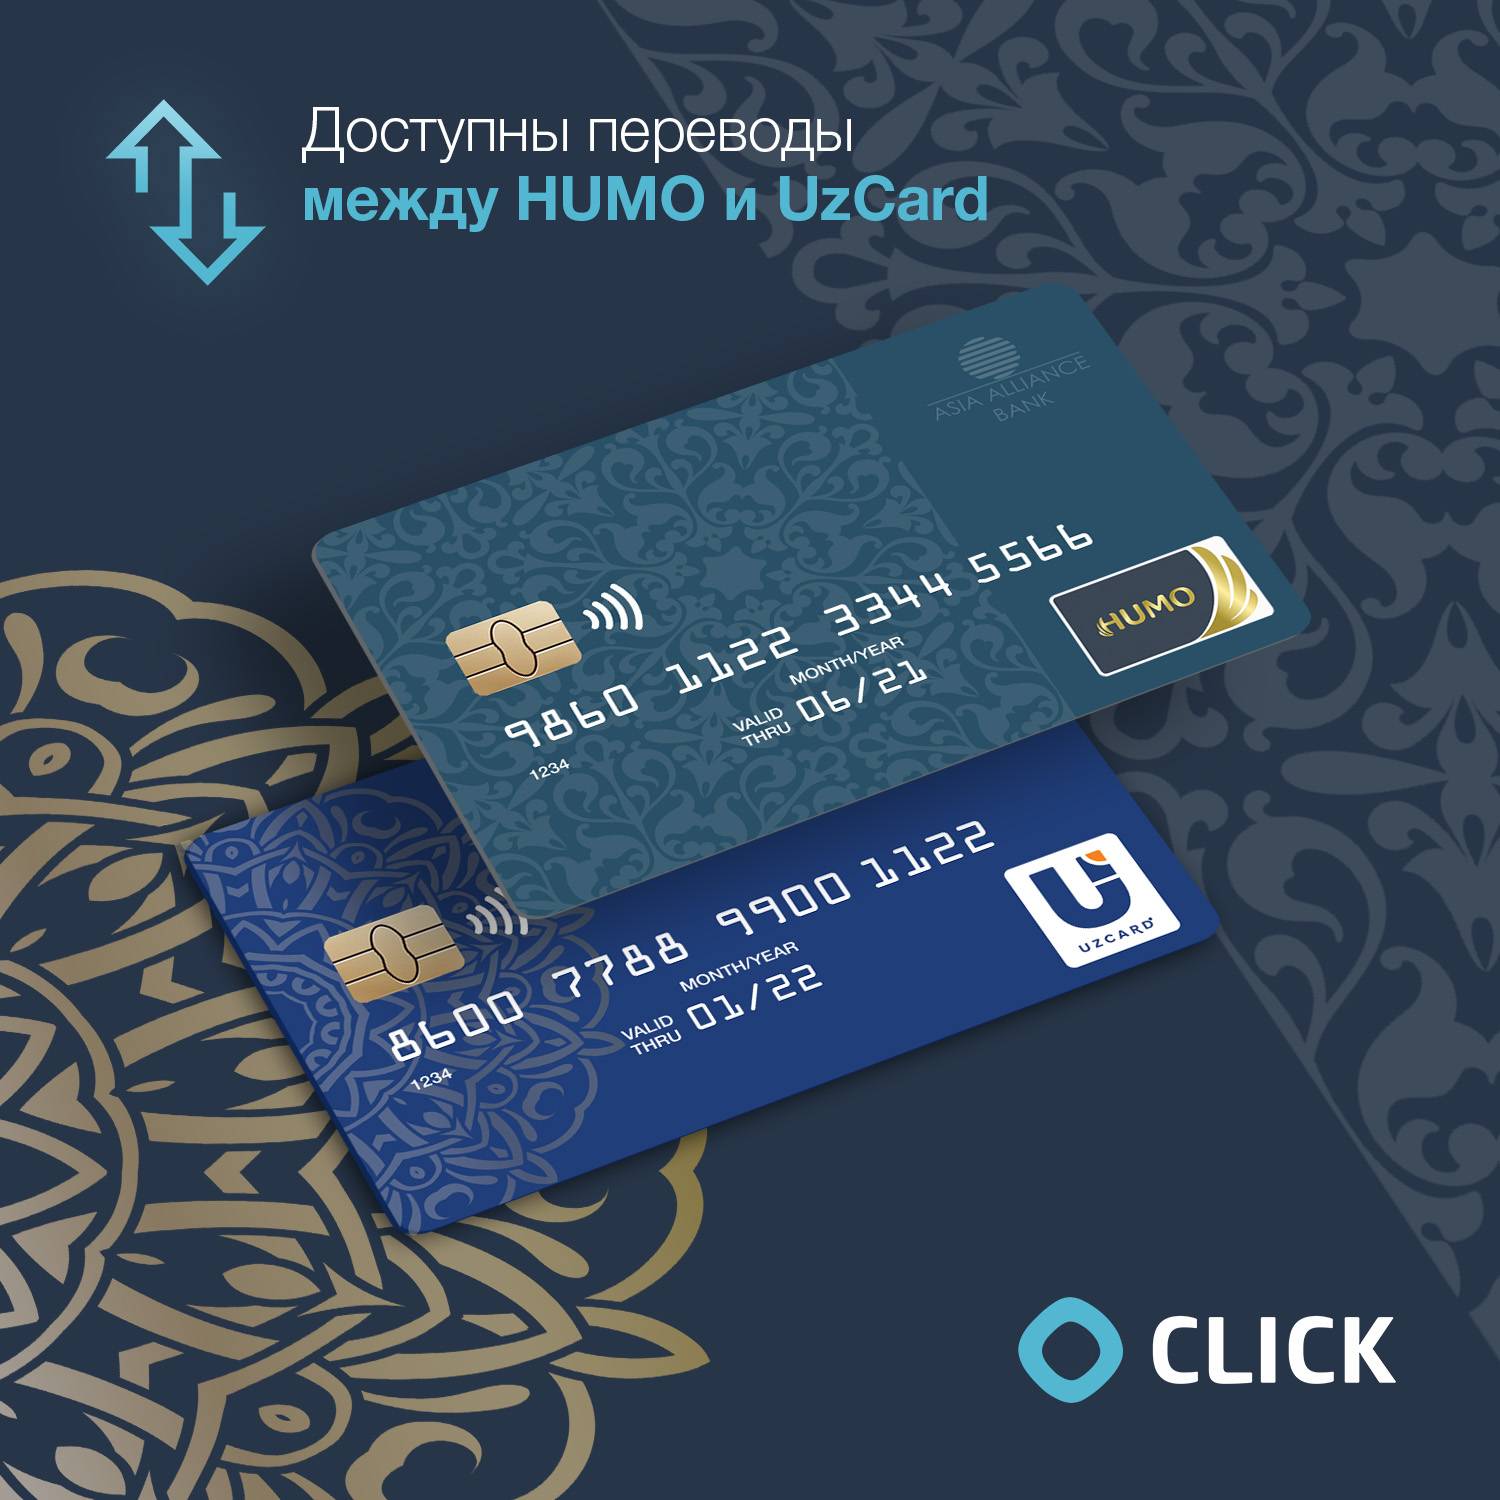 Доступны переводы
между HUMO и UzCard
ASIA ALLIANCE
BANK
9860 1122 3344 5566
MONTH/YEAR
VALID
THRU
06/21
1234
HUMO
8600 7788 9900 1122
MONTH/YEAR
VALID
THRU
01/22
1234
UZCARD
CLICK